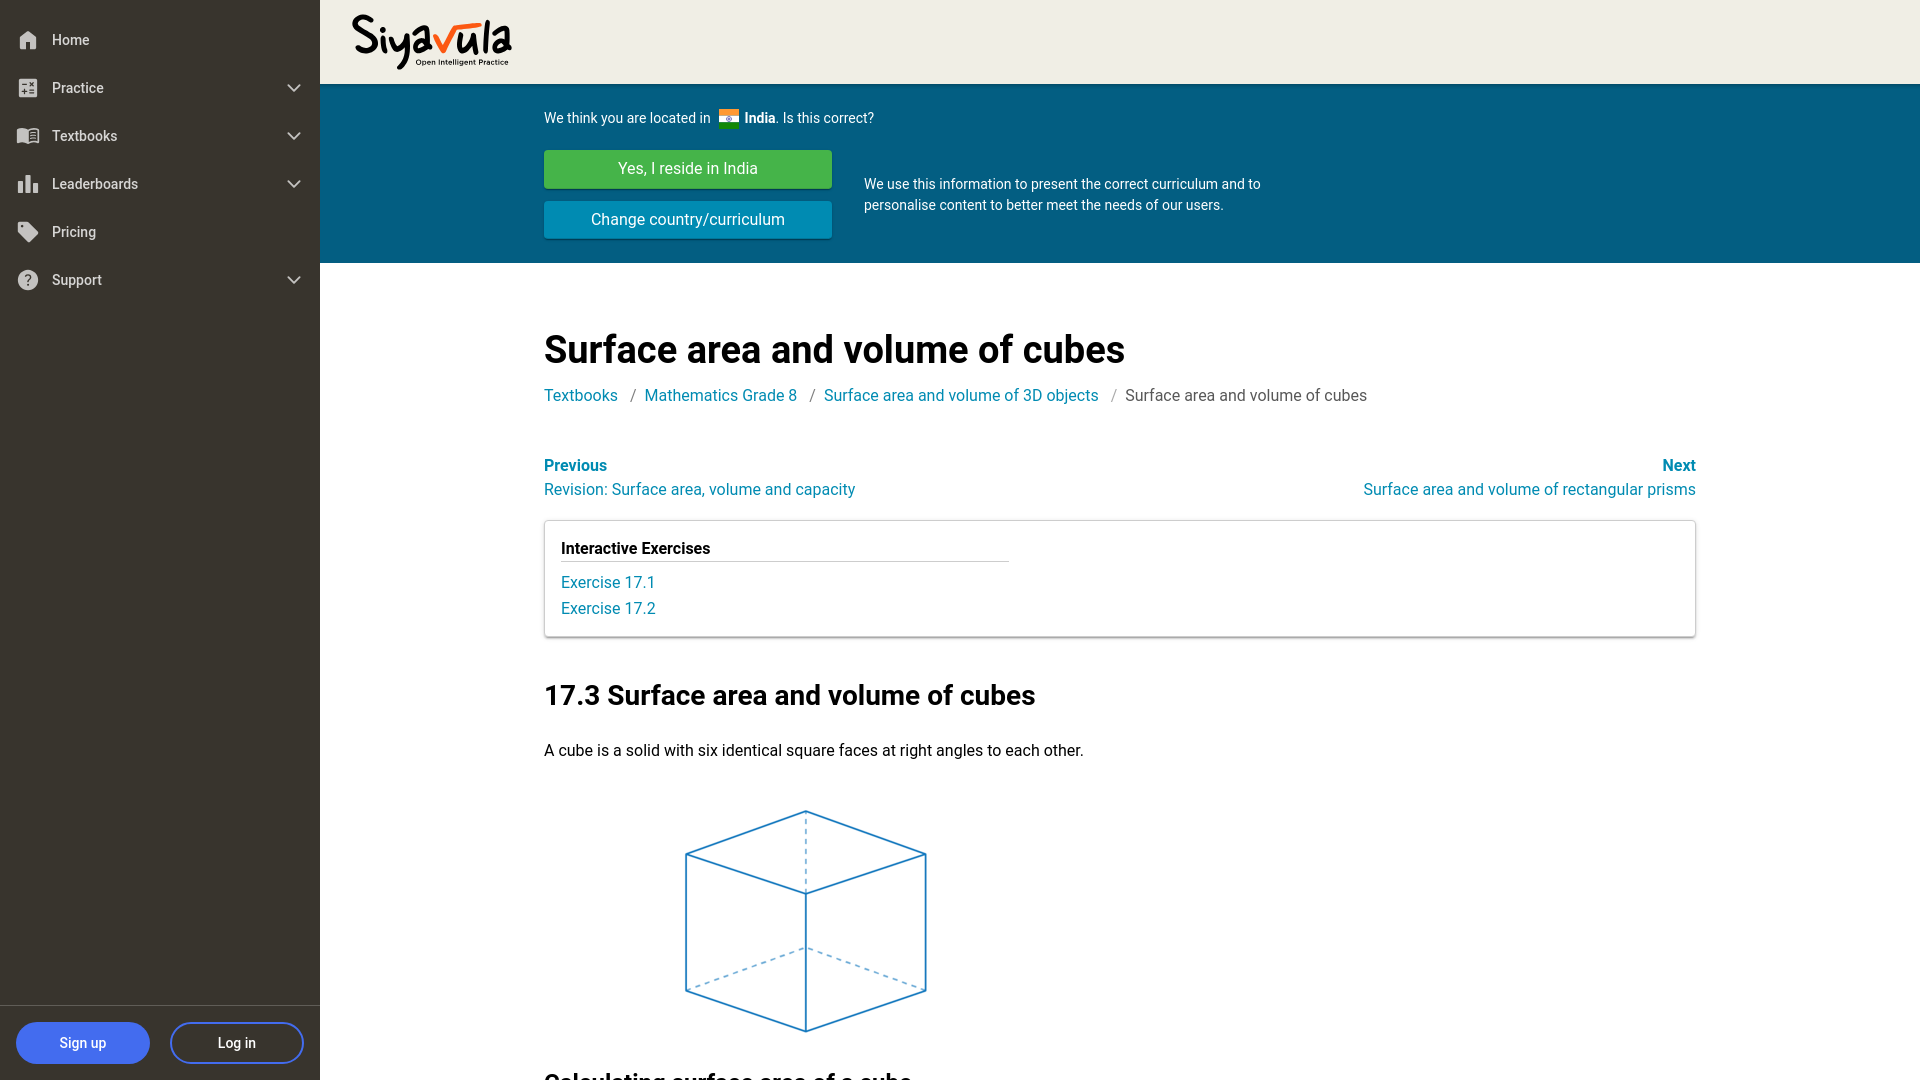 Home
Practice
Textbooks
Leaderboards
Pricing
Support
Sign up
Log in
Siyavula
Open Intelligent Practice
We think you are located in India. Is this correct?
Yes, I reside in India
Change country/curriculum
We use this information to present the correct curriculum and to
personalise content to better meet the needs of our users.
Surface area and volume of cubes
Textbooks / Mathematics Grade 8 / Surface area and volume of 3D objects / Surface area and volume of cubes
Previous
Revision: Surface area, volume and capacity
Next
Surface area and volume of rectangular prisms
Interactive Exercises
Exercise 17.1
Exercise 17.2
17.3 Surface area and volume of cubes
A cube is a solid with six identical square faces at right angles to each other.
Calculating surface area of a cube